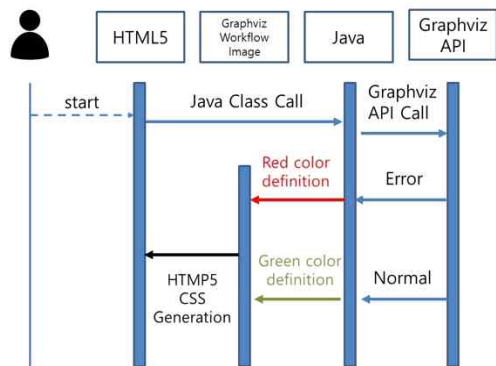 HTML5
Graphviz
Workflow
Image
Java
Graphviz
API
start
Java Class Call
Graphviz
API Call
Red color
definition
Error
HTMP5
CSS
Generation
Green color
definition
Normal